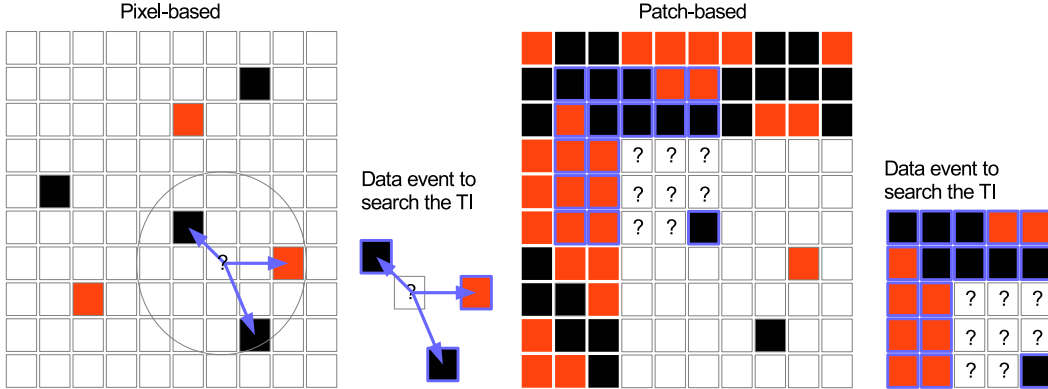 Pixel-based
?
Data event to
search the TI
?
Patch-based
? ? ?
? ? ?
? ?
Data event to
search the TI
? ? ?
? ? ?
? ?